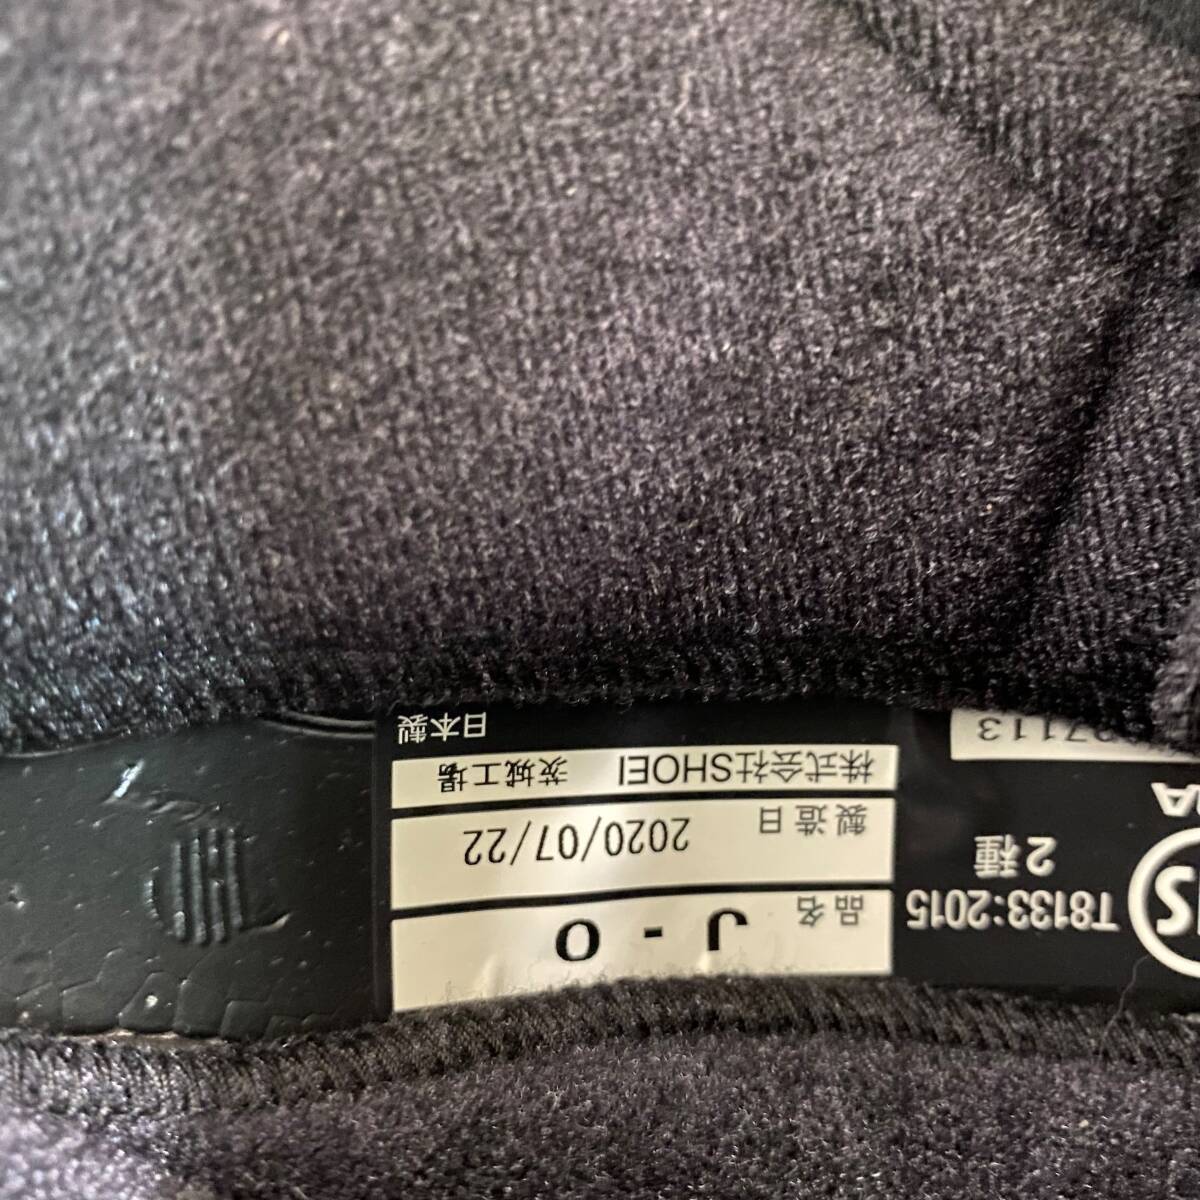 T8133:2015
2種
品名 J-O
製造日 2020/07/22
株式会社SHOEI 茨城工場
日本製